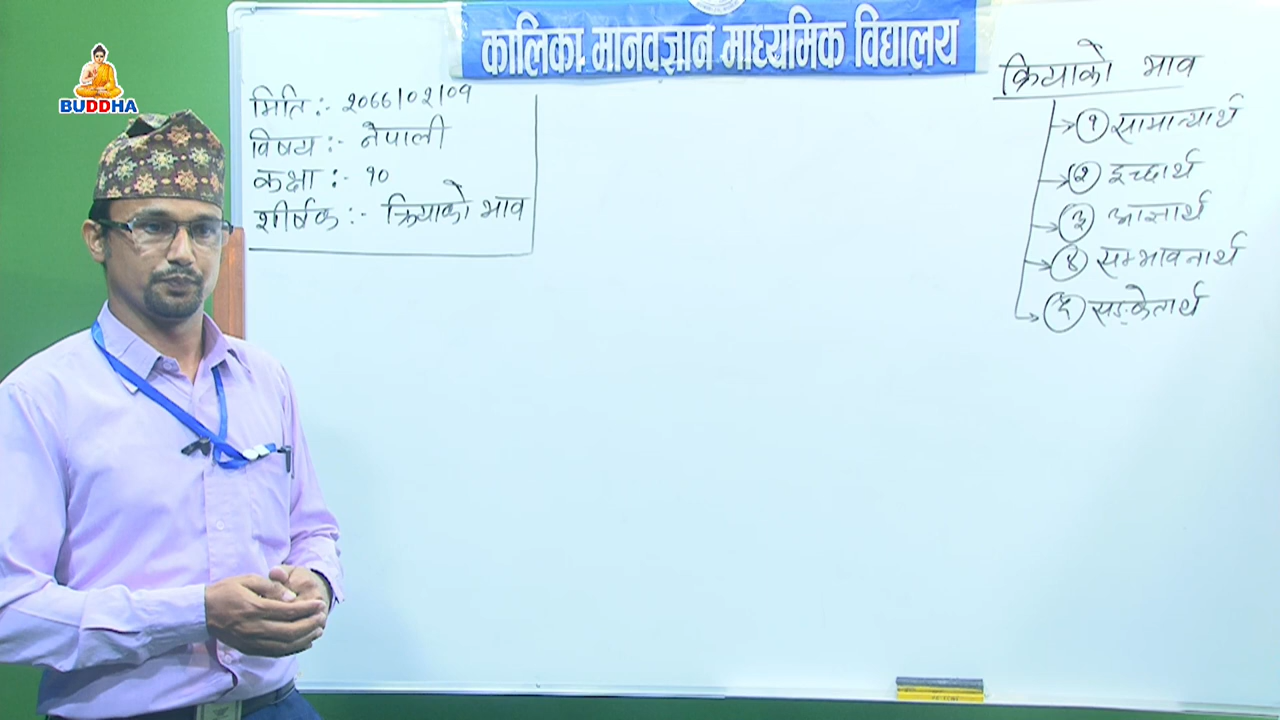 BUDDHA
कालिका मानवज्ञान माध्यमिक विद्यालय
मिति :- २०७७।०२।०१
विषय :- नेपाली
कक्षा :- १०
शीर्षक :- क्रियाको भाव
क्रियाको भाव
१ सामान्यार्थ
२ इच्छार्थ
३ आज्ञार्थ
४ सम्भावनार्थ
५ सङ्केतार्थ